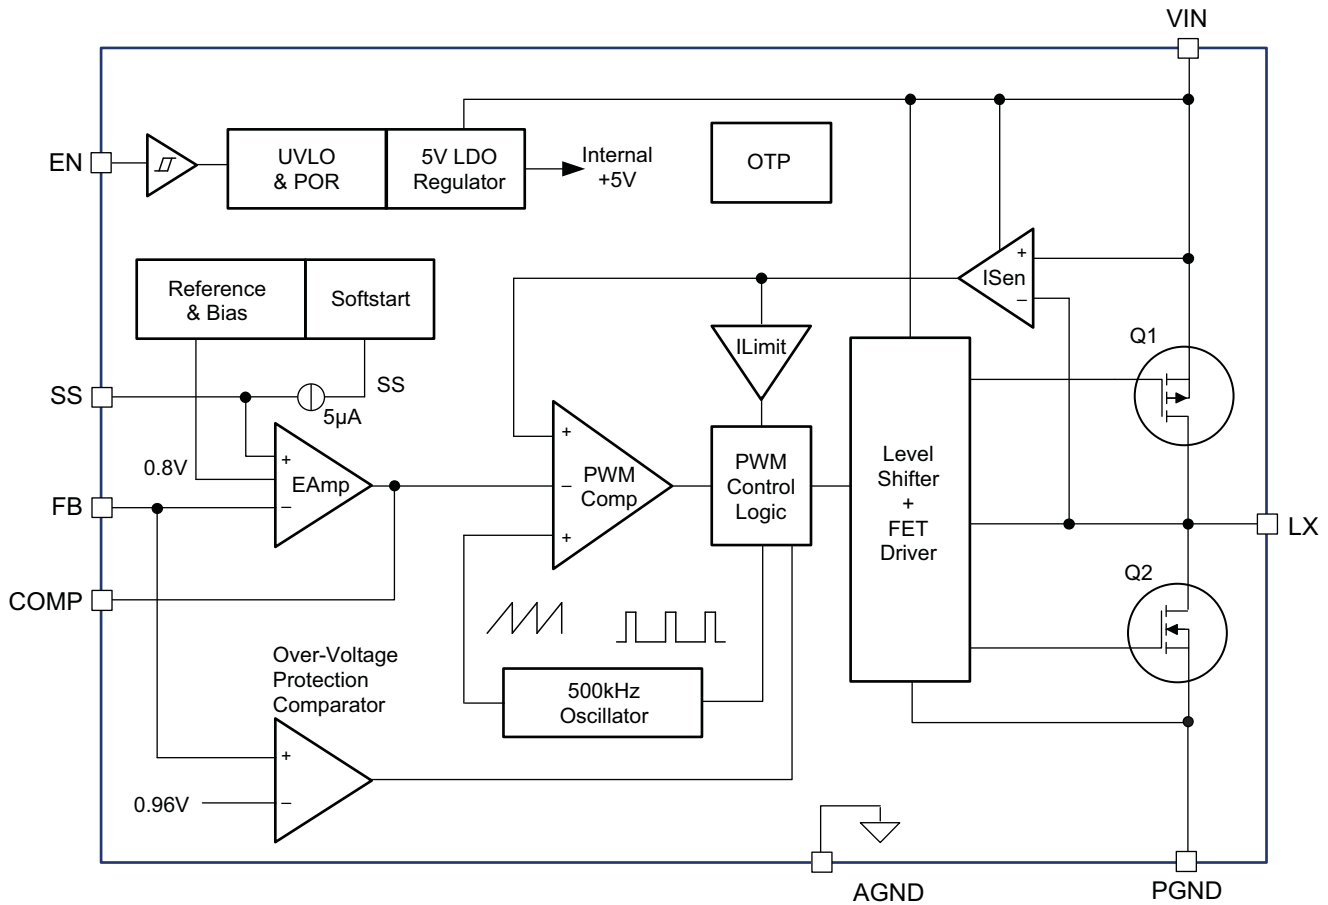 VIN
EN
UVLO
& POR
5V LDO
Regulator
Internal
+5V
OTP
Reference
& Bias
Softstart
+
ISen
−
ILimit
Q1
SS
SS
5µA
0.8V
+
EAmp
−
FB
+
−
PWM
Comp
+
PWM
Control
Logic
Level
Shifter
+
FET
Driver
LX
Q2
COMP
Over-Voltage
Protection
Comparator
500kHz
Oscillator
+
0.96V
−
AGND
PGND